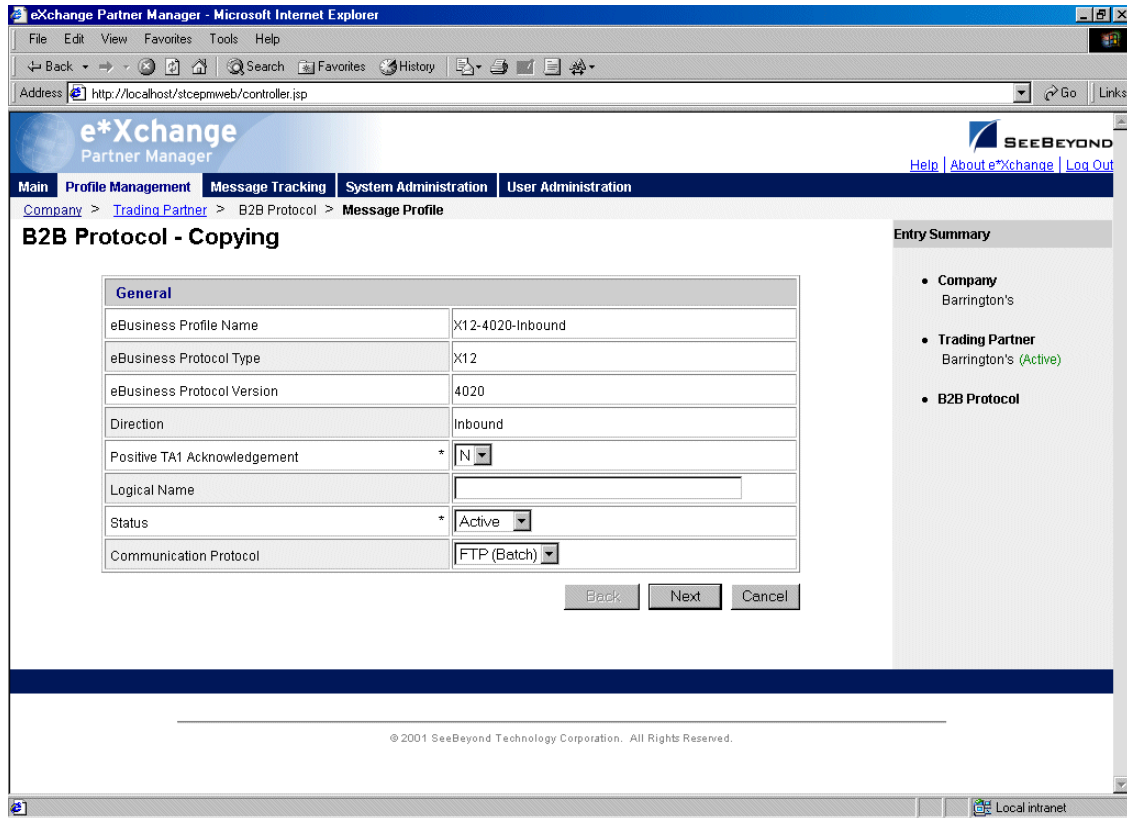 eXchange Partner Manager - Microsoft Internet Explorer
File Edit View Favorites Tools Help
Back Search Favorites History
Address http://localhost/stcepmweb/controller.jsp Go Links
e*Xchange
Partner Manager
SEEBEYOND
Help | About e*Xchange | Log Out
Main Profile Management Message Tracking System Administration User Administration
Company > Trading Partner > B2B Protocol > Message Profile
B2B Protocol - Copying
General
eBusiness Profile Name X12-4020-Inbound
eBusiness Protocol Type X12
eBusiness Protocol Version 4020
Direction Inbound
Positive TA1 Acknowledgement * N
Logical Name
Status * Active
Communication Protocol FTP (Batch)
Back Next Cancel
Entry Summary
• Company
Barrington's
• Trading Partner
Barrington's (Active)
• B2B Protocol
© 2001 SeeBeyond Technology Corporation. All Rights Reserved.
Local intranet